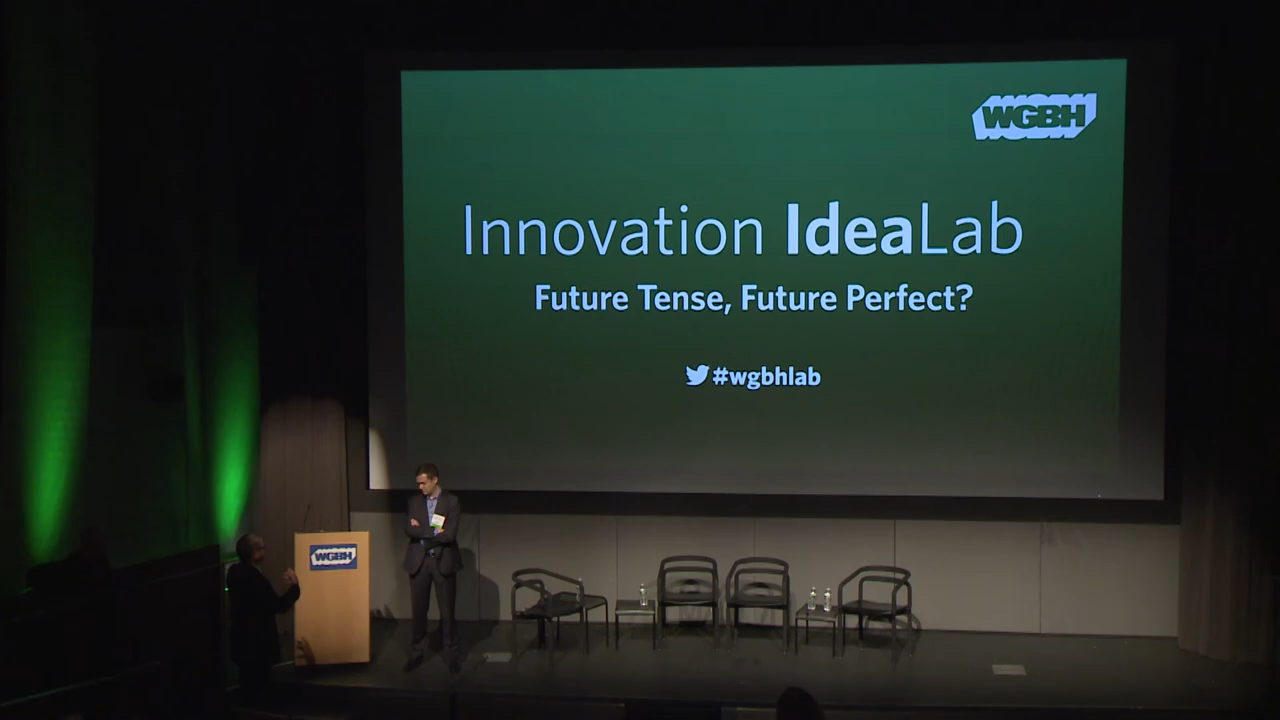 WGBH
Innovation IdeaLab
Future Tense, Future Perfect?
#wgbhlab
WGBH